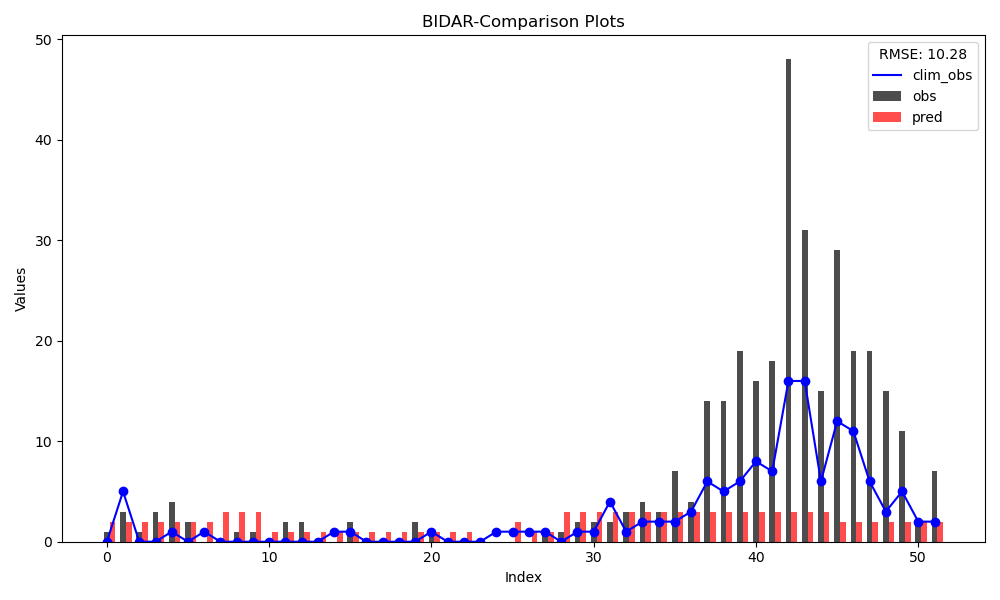 BIDAR-Comparison Plots
RMSE: 10.28
clim_obs
obs
pred
Values
50
40
30
20
10
0
0 10 20 30 40 50
Index